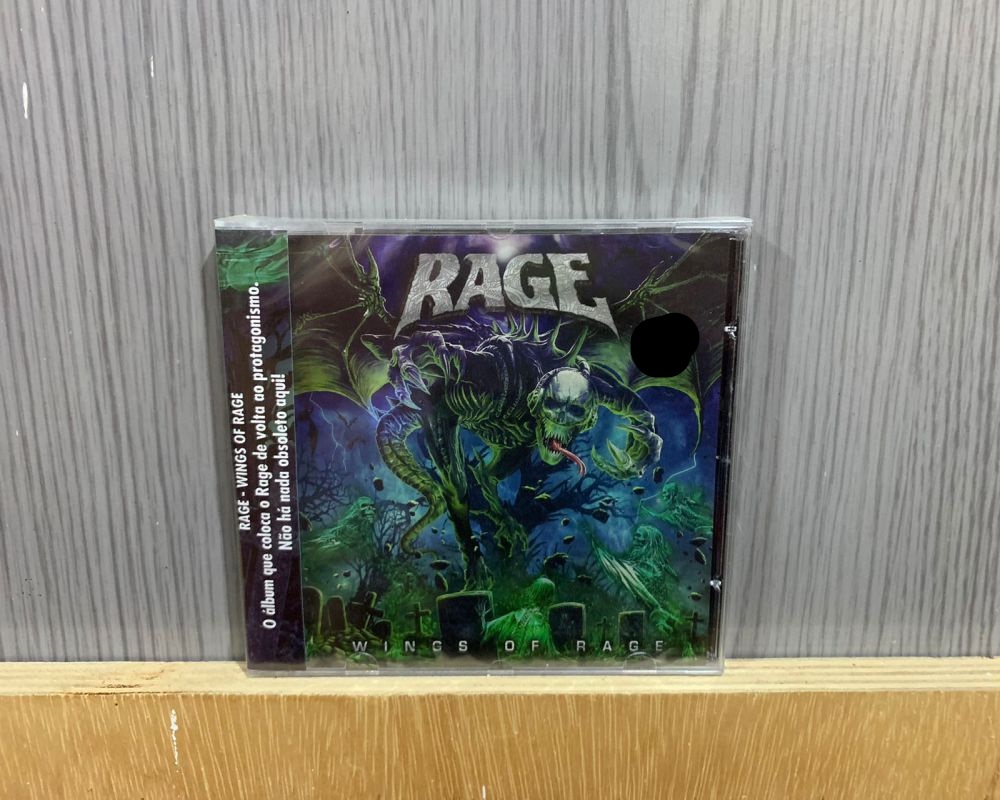 RAGE - WINGS OF RAGE
O álbum que coloca o Rage de volta ao protagonismo.
Não há nada obsoleto aqui!
RAGE
WINGS OF RAGE